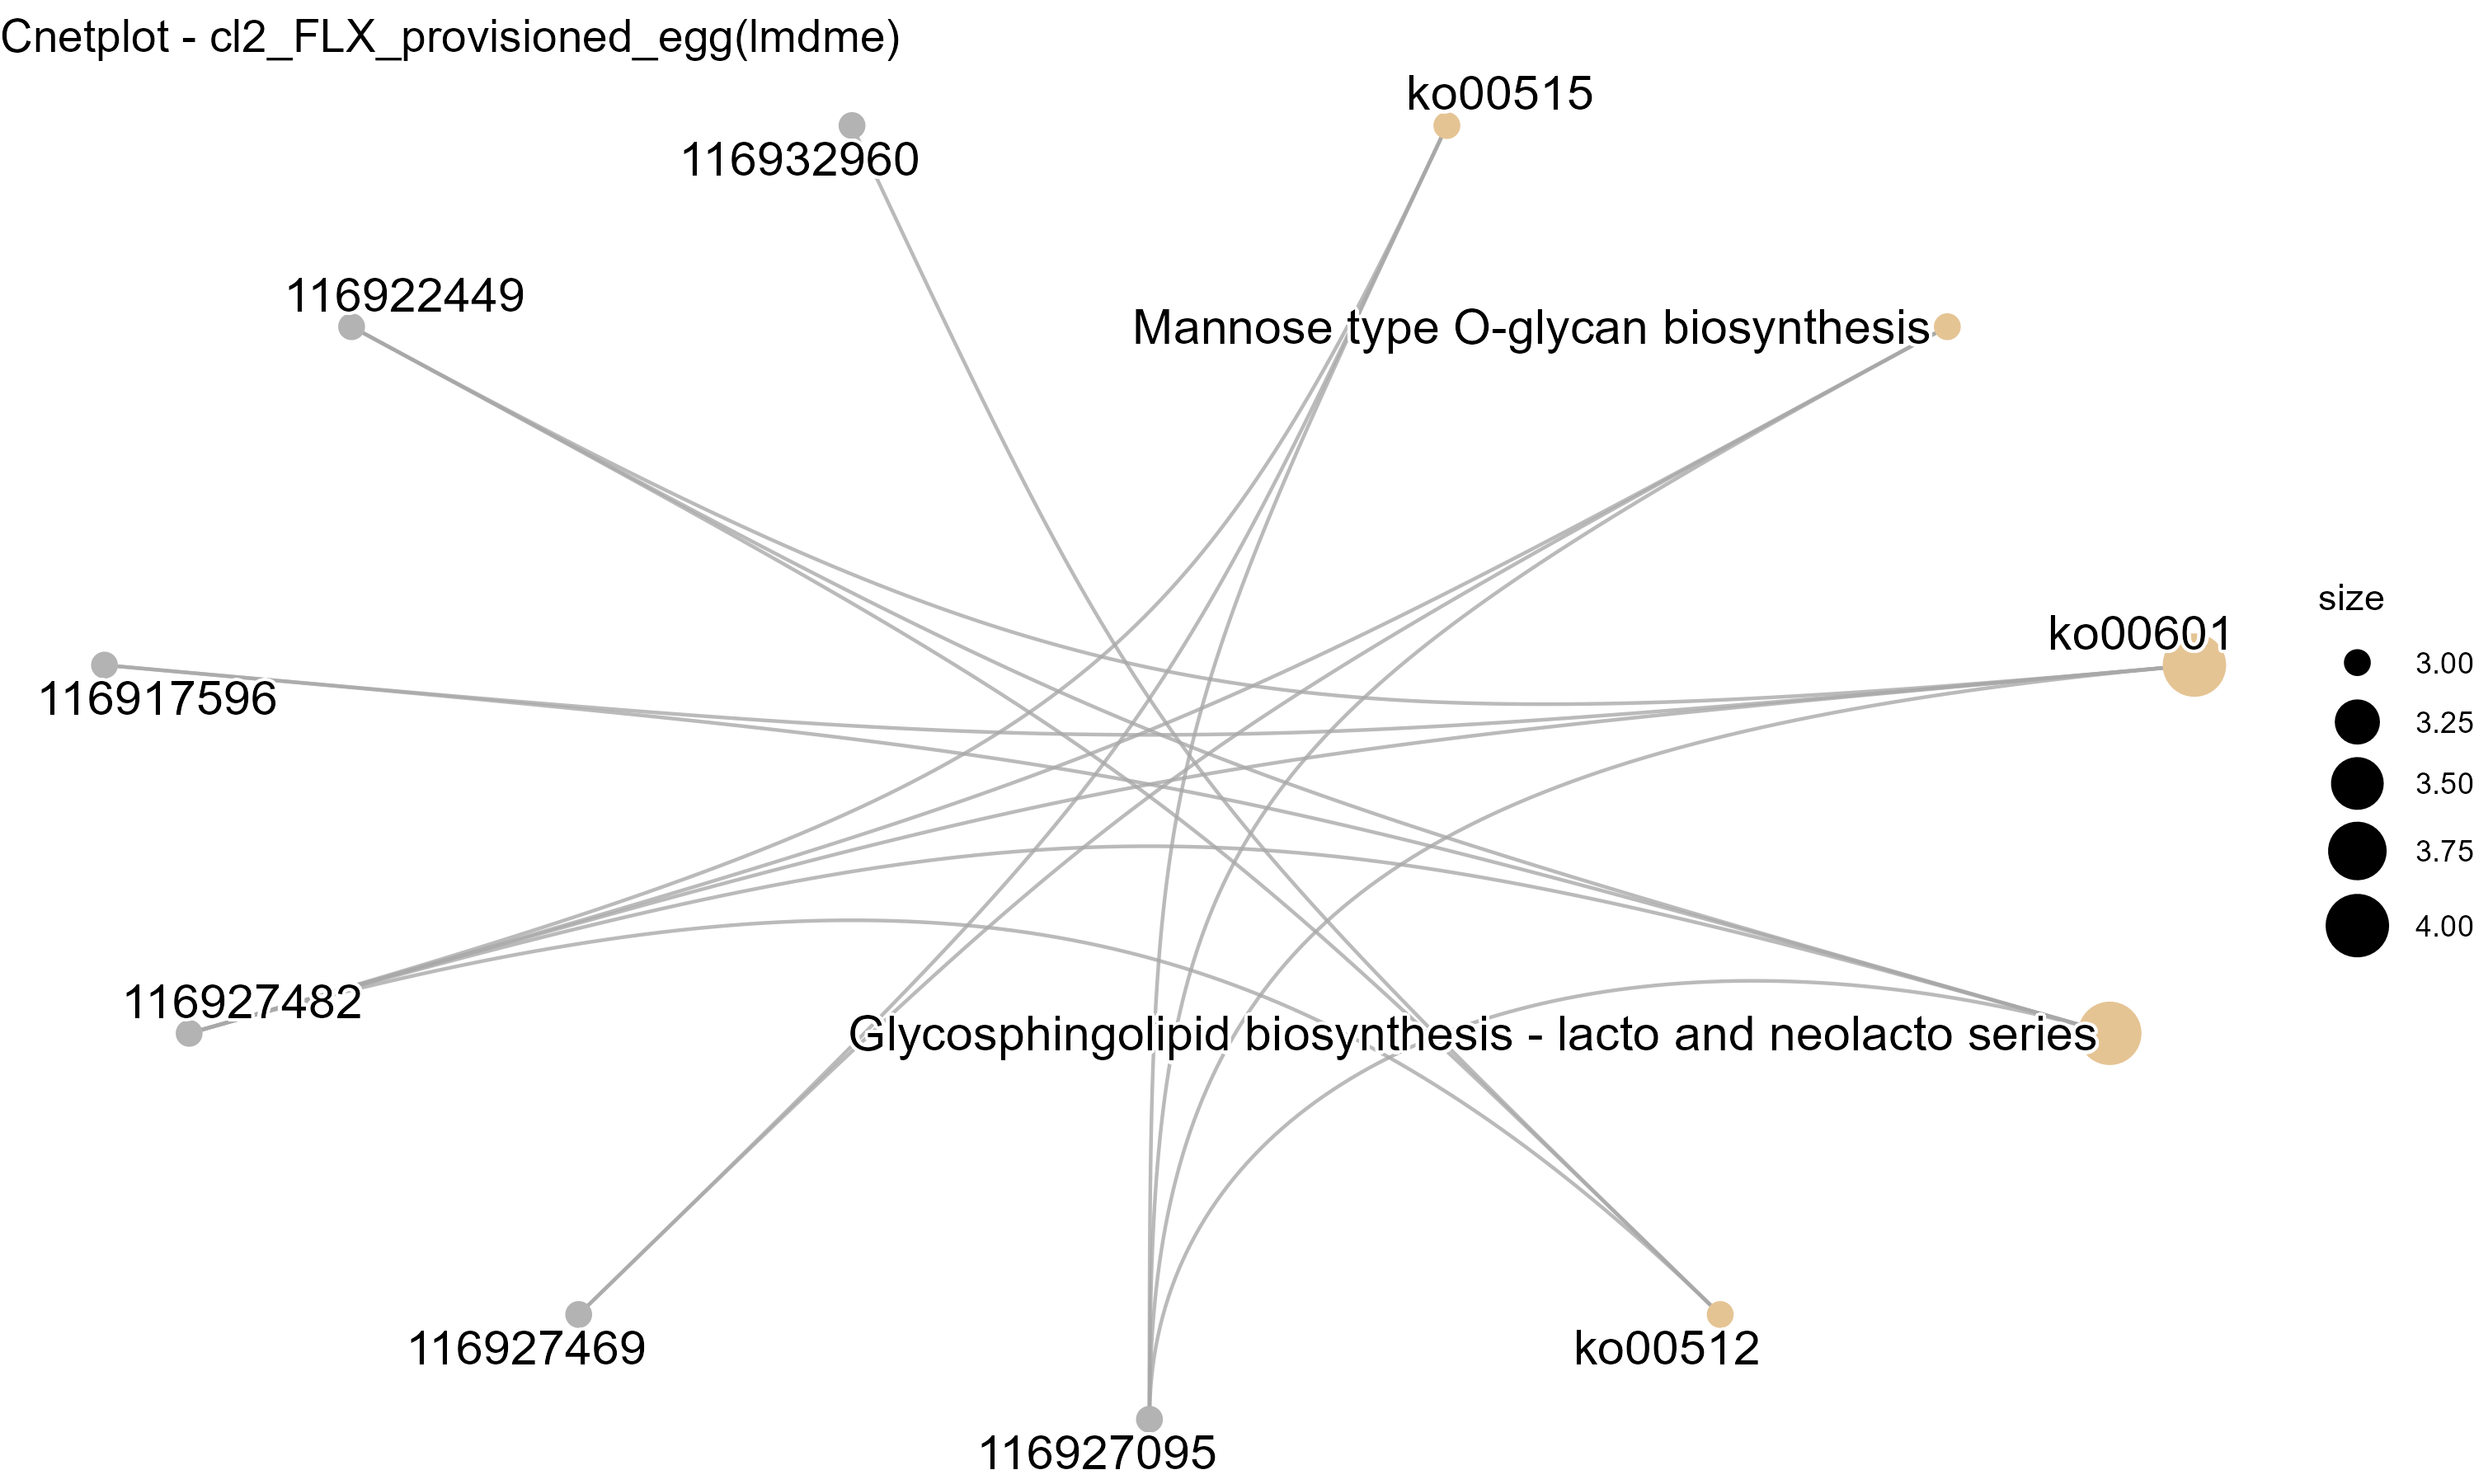 Cnetplot - cl2_FLX_provisioned_egg(lmdme)
ko00515
116932960
116922449
Mannose type O-glycan biosynthesis
size
ko00601
3.00
116917596
3.25
3.50
3.75
4.00
116927482
Glycosphingolipid biosynthesis - lacto and neolacto series
116927469
ko00512
116927095